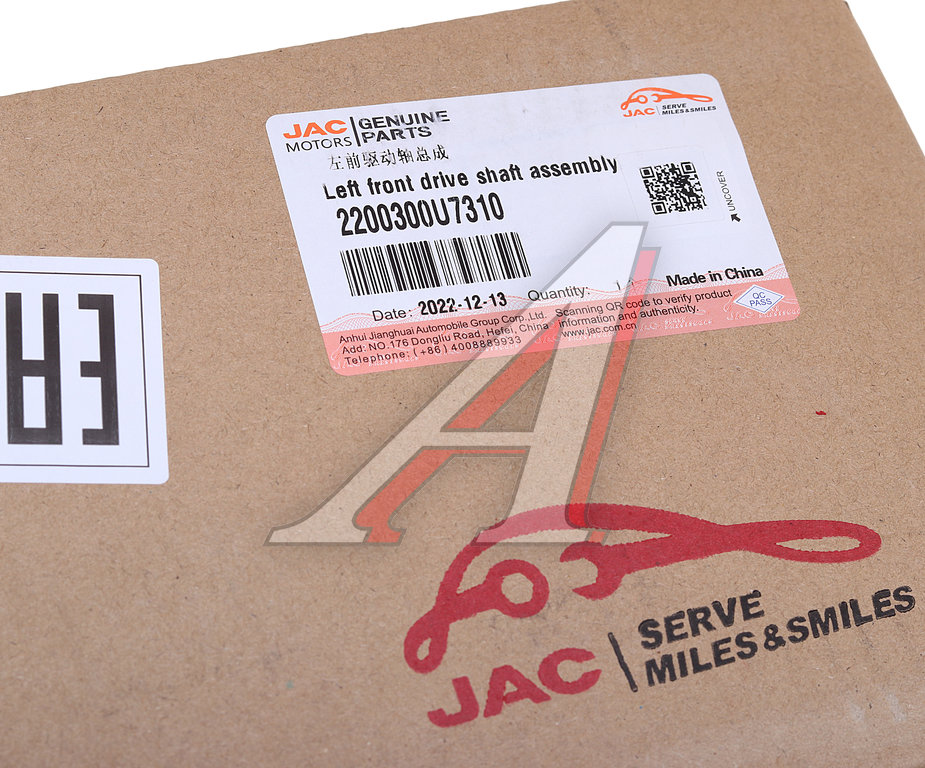 JAC
MOTORS
GENUINE
PARTS
JAC
SERVE
MILES&SMILES
左前驱动轴总成
Left front drive shaft assembly
2200300U7310
UNCOVER
Date: 2022-12-13
Quantity: 1
Made in China
QC
PASS
Anhui Jianghuai Automobile Group Corp.,Ltd.
Add: NO.176 Dongliu Road, Hefei, China
Telephone: (+86) 4008889933
Scanning QR code to verify product
information and authenticity.
www.jac.com.cn
JAC
SERVE
MILES&SMILES